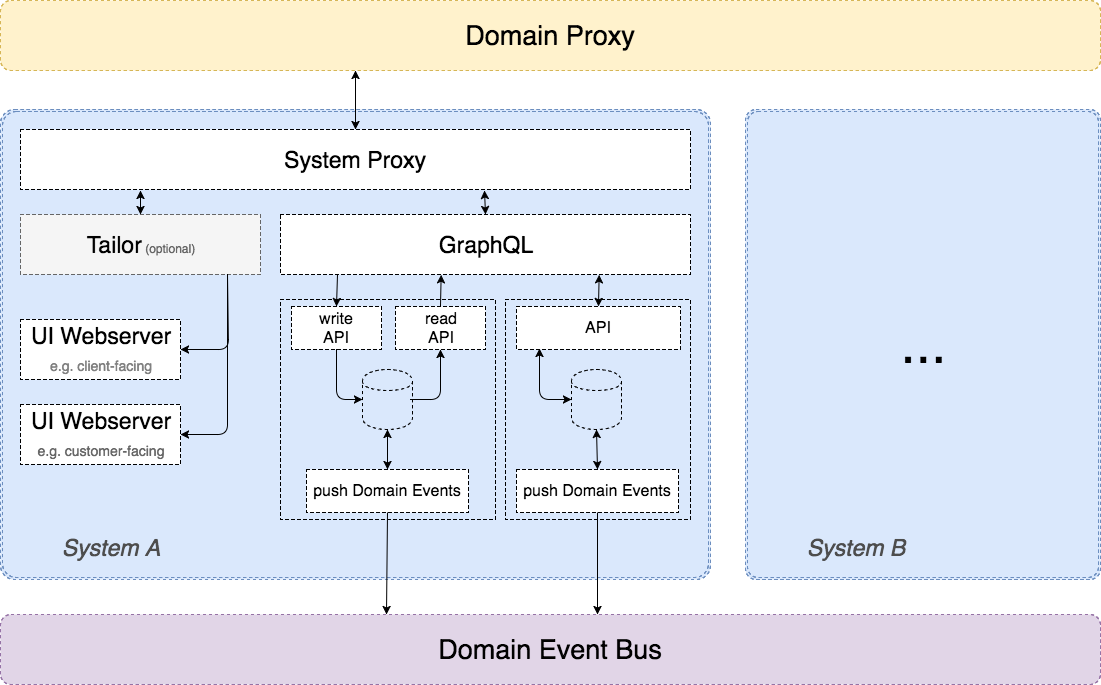 Domain Proxy
System Proxy
Tailor (optional)
GraphQL
write
API
read
API
API
UI Webserver
e.g. client-facing
UI Webserver
e.g. customer-facing
push Domain Events
push Domain Events
System A
...
System B
Domain Event Bus